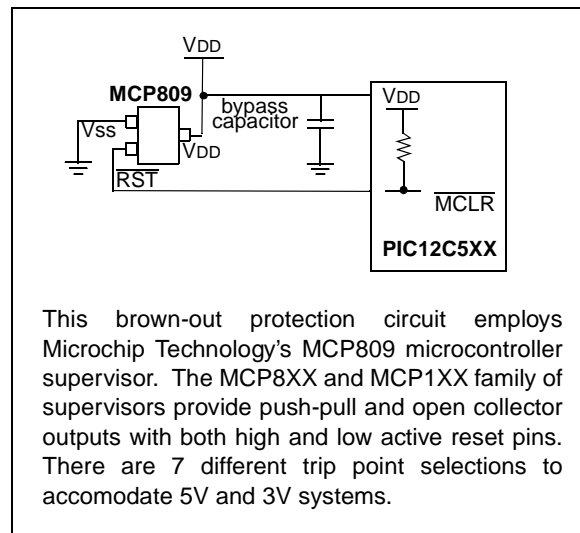 VDD
MCP809
bypass
capacitor
VDD
Vss
VDD
RST
MCLR
PIC12C5XX
This brown-out protection circuit employs
Microchip Technology's MCP809 microcontroller
supervisor. The MCP8XX and MCP1XX family of
supervisors provide push-pull and open collector
outputs with both high and low active reset pins.
There are 7 different trip point selections to
accomodate 5V and 3V systems.